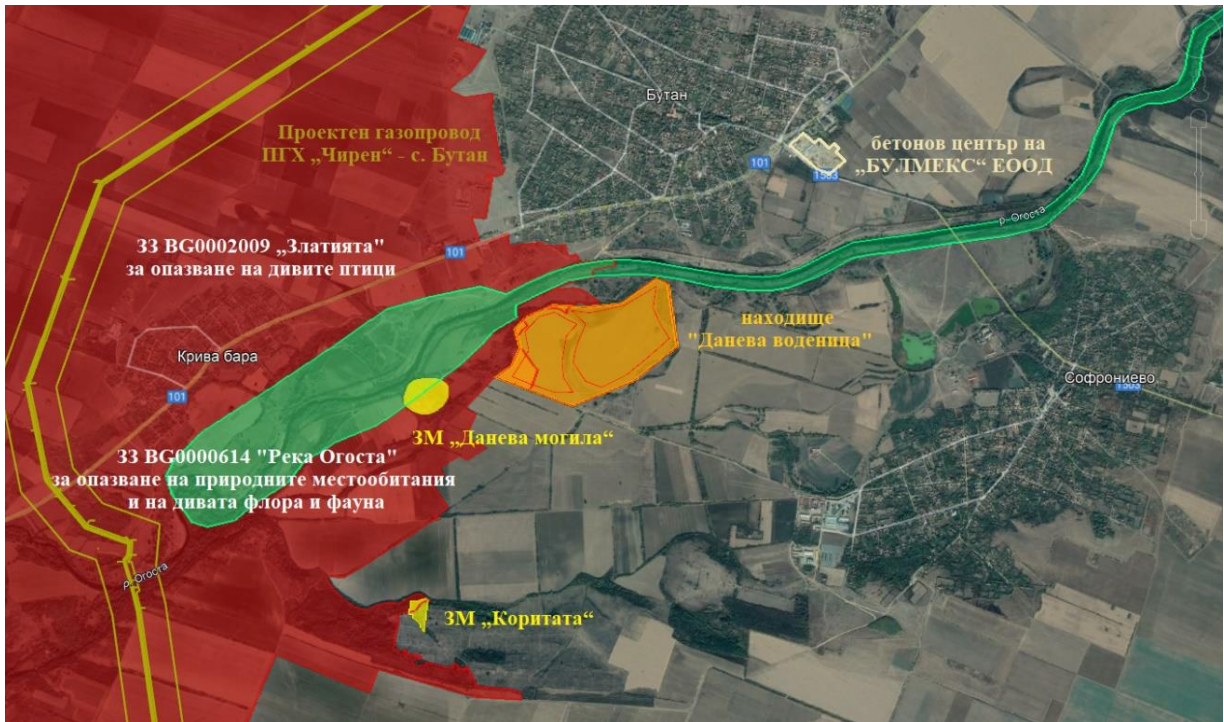 Бутан
Проектен газопровод
ПГХ „Чирен“ - с. Бутан
бетонов център на
„БУЛМЕКС“ ЕООД
101
1503
р. Огоста
ЗЗ BG0002009 „Златията"
за опазване на дивите птици
101
находище
"Данева воденица"
Крива бара
Софрониево
1503
101
ЗМ „Данева могила“
ЗЗ BG0000614 "Река Огоста"
за опазване на природните местообитания
и на дивата флора и фауна
р. Огоста
ЗМ „Коритата“